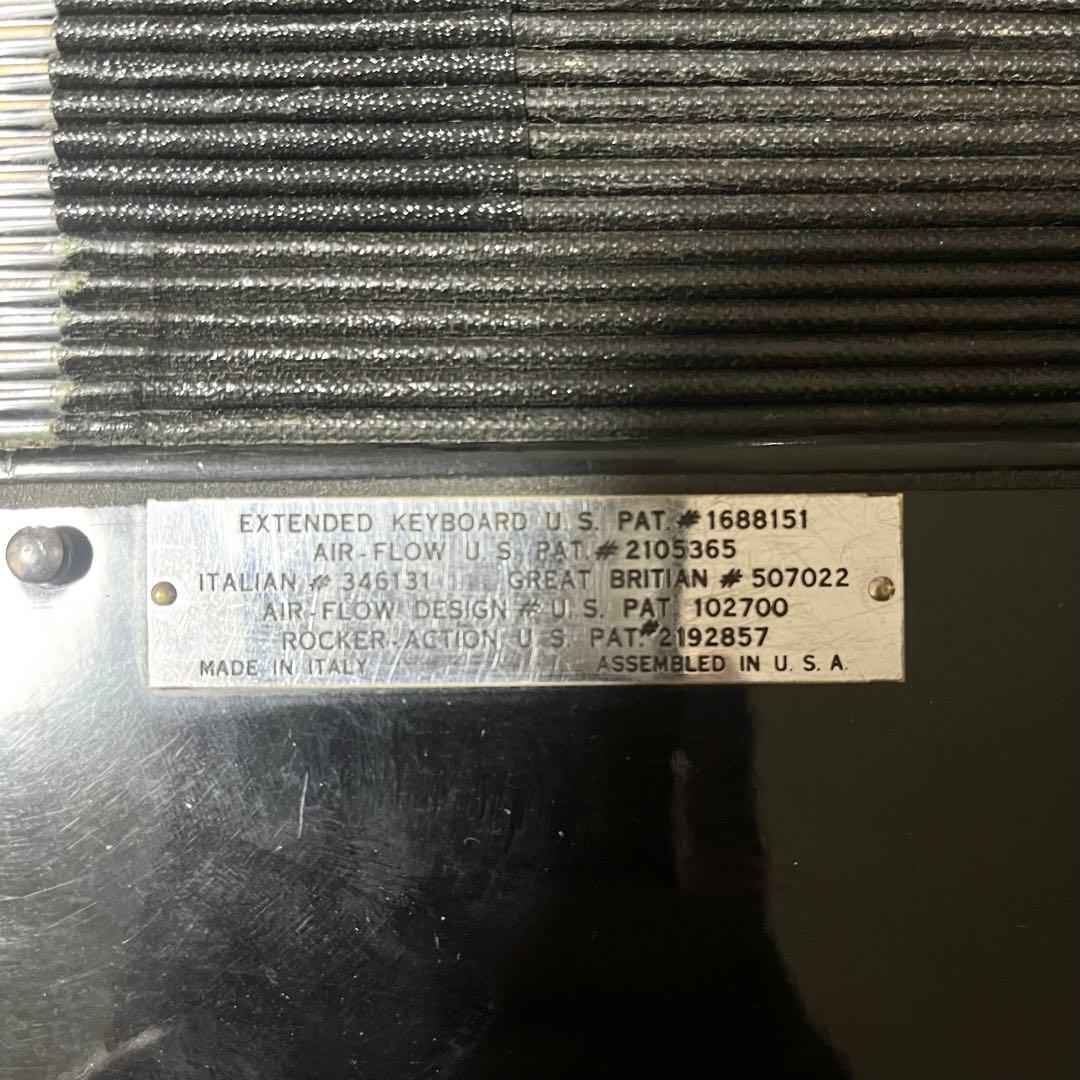 EXTENDED KEYBOARD U. S. PAT. # 1688151
AIR-FLOW U. S. PAT. # 2105365
ITALIAN # 346131 GREAT BRITIAN # 507022
AIR-FLOW DESIGN # U. S. PAT. 102700
ROCKER-ACTION U. S. PAT. # 2192857
MADE IN ITALY ASSEMBLED IN U. S. A.